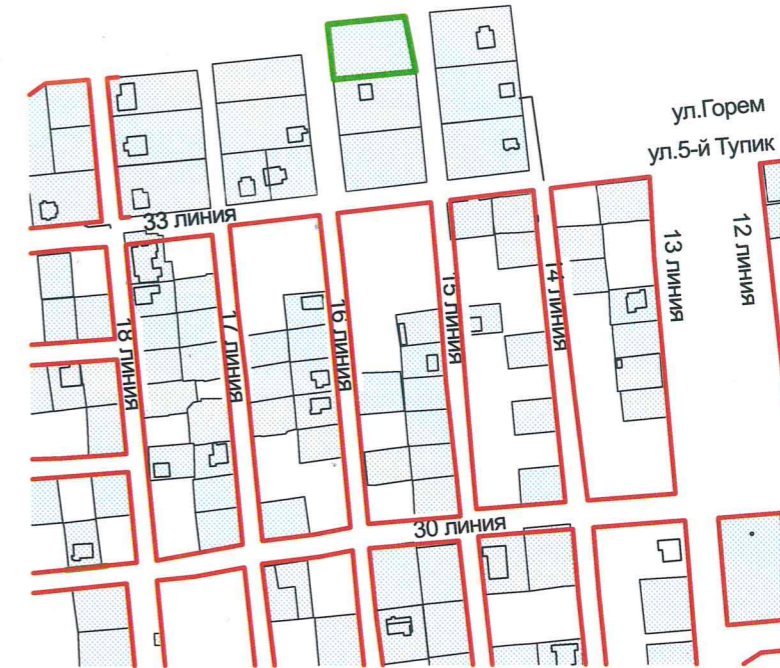 ул.Горем
ул.5-й Тупик
33 линия
18 линия
17 линия
16 линия
15 линия
14 линия
13 линия
12 линия
30 линия